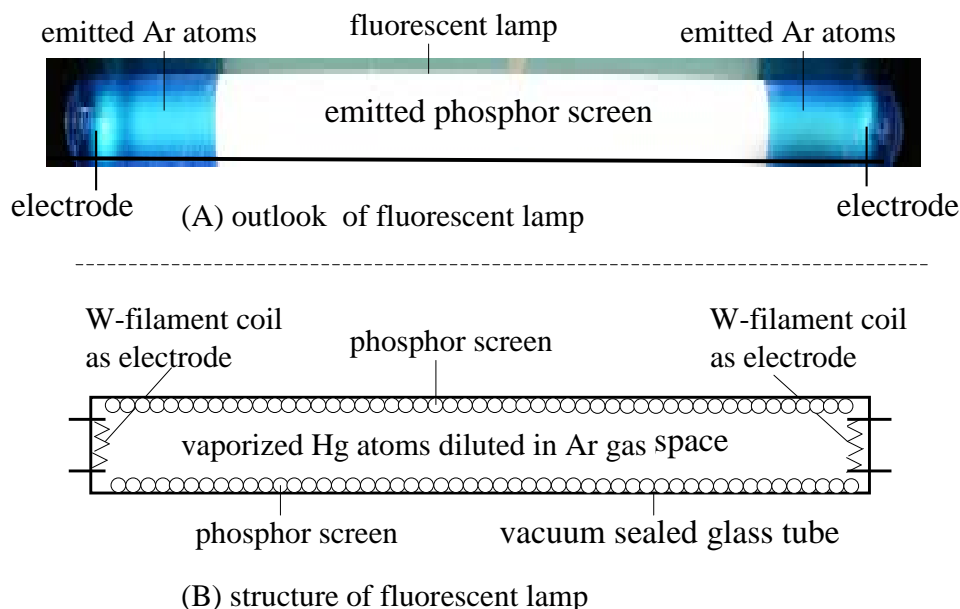 emitted Ar atoms fluorescent lamp emitted Ar atoms
emitted phosphor screen
electrode electrode
(A) outlook of fluorescent lamp
W-filament coil W-filament coil
as electrode phosphor screen as electrode
vaporized Hg atoms diluted in Ar gas space
phosphor screen vacuum sealed glass tube
(B) structure of fluorescent lamp